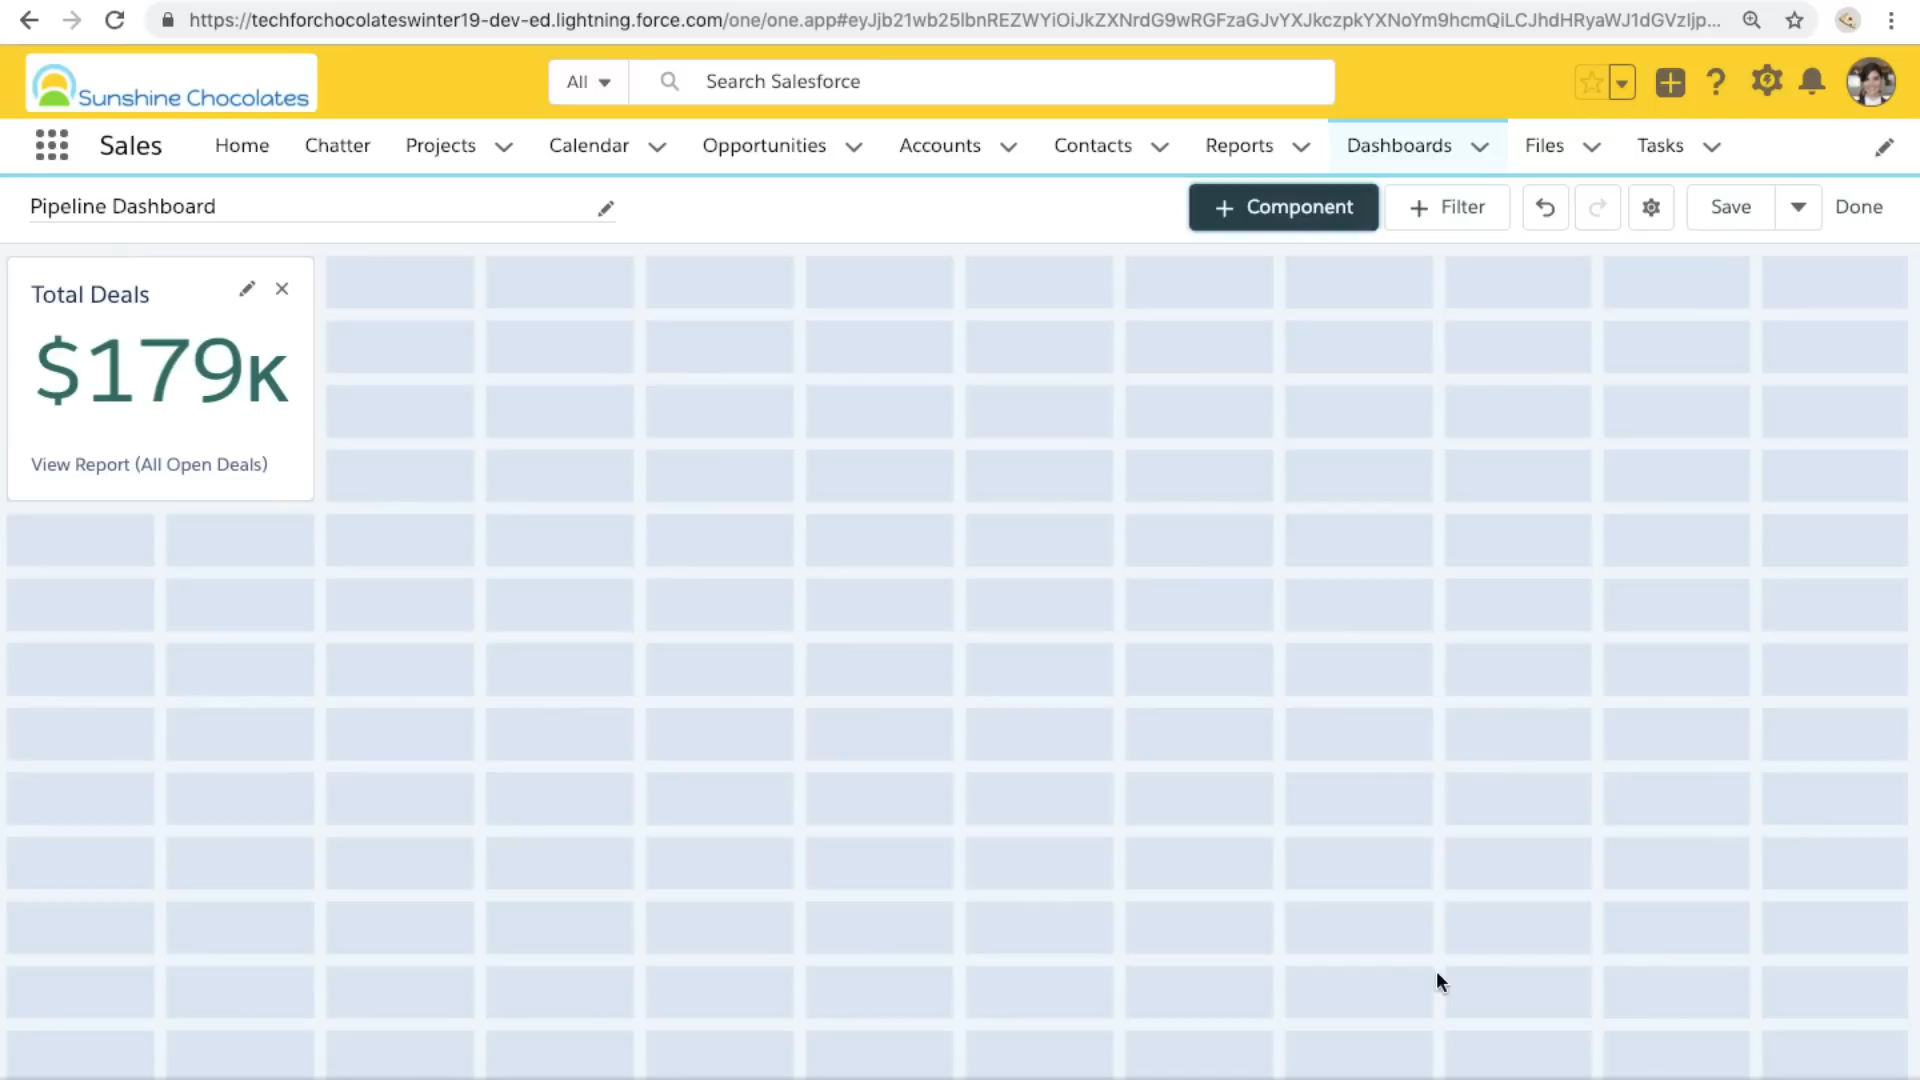 https://techforchocolateswinter19-dev-ed.lightning.force.com/one/one.app#eyJjb21wb25lbnREZWYiOiJkZXNrdG9wRGFzaGJvYXJkczpkYXNoYm9hcmQiLCJhdHRyaWJ1dGVzIjp...
Sunshine Chocolates
All
Search Salesforce
Sales
Home
Chatter
Projects
Calendar
Opportunities
Accounts
Contacts
Reports
Dashboards
Files
Tasks
Pipeline Dashboard
+ Component
+ Filter
Save
Done
Total Deals
$179K
View Report (All Open Deals)